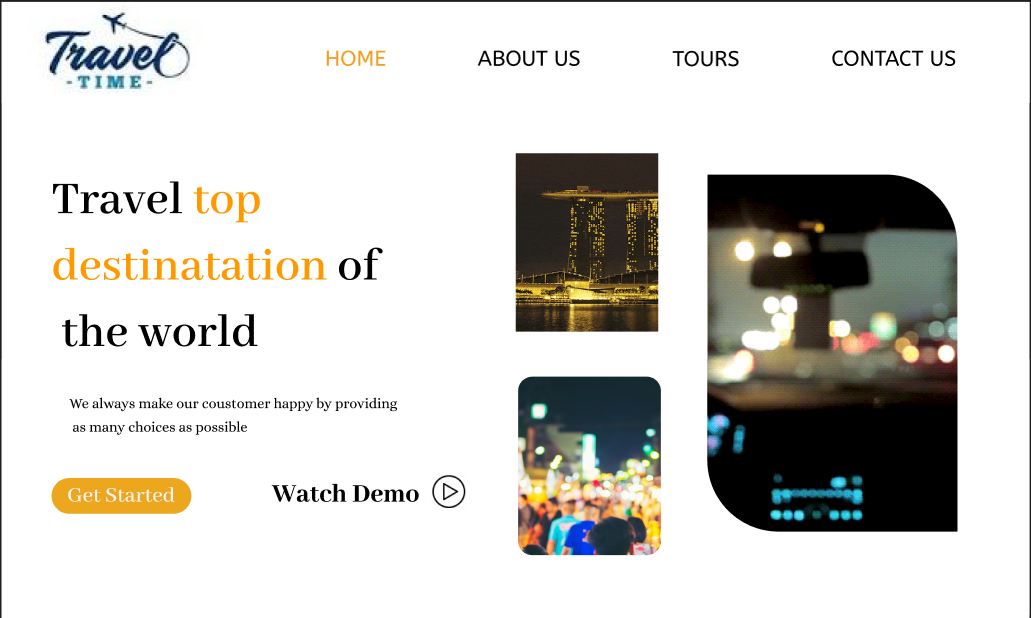 Travel
- TIME -
HOME ABOUT US TOURS CONTACT US
Travel top
destinatation of
the world
We always make our coustomer happy by providing
as many choices as possible
Get Started
Watch Demo